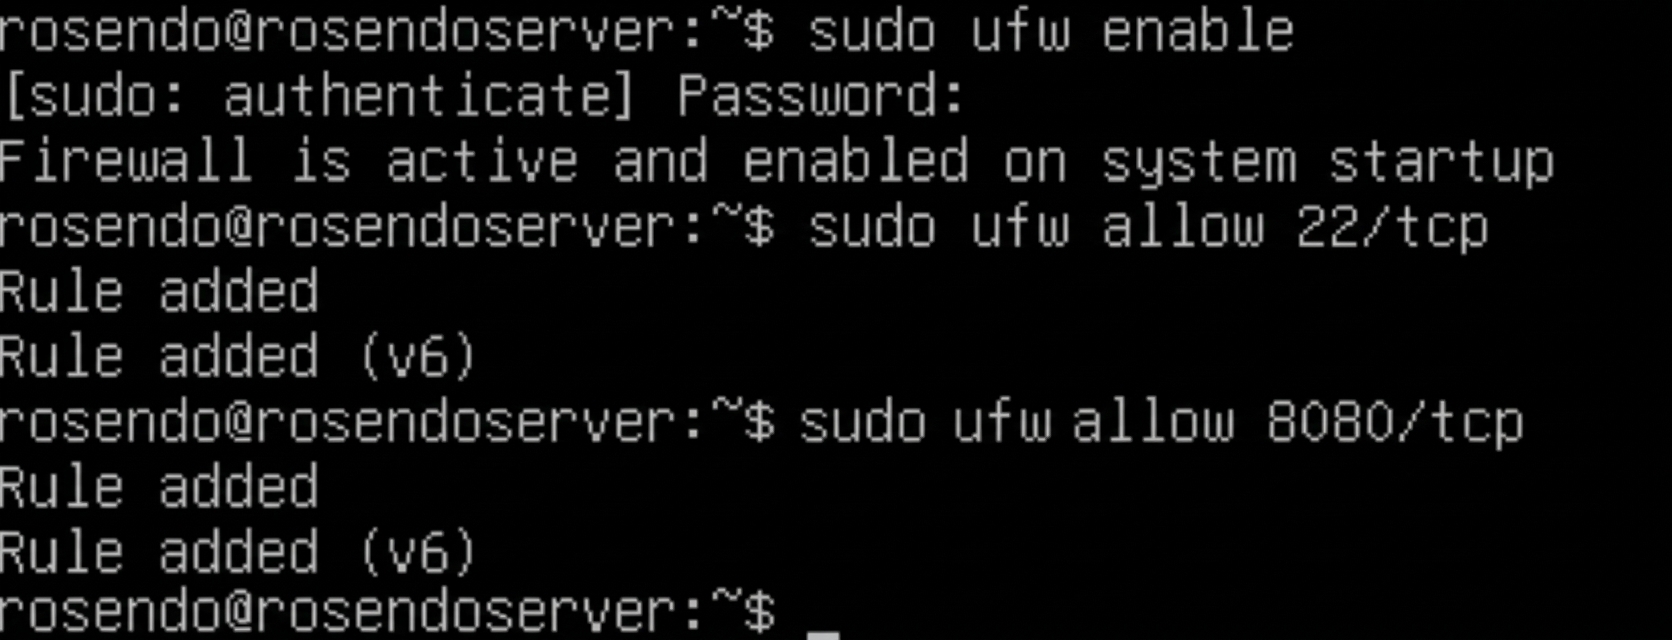 rosendo@rosendoserver:~$ sudo ufw enable
[sudo: authenticate] Password:
Firewall is active and enabled on system startup
rosendo@rosendoserver:~$ sudo ufw allow 22/tcp
Rule added
Rule added (v6)
rosendo@rosendoserver:~$ sudo ufw allow 8080/tcp
Rule added
Rule added (v6)
rosendo@rosendoserver:~$